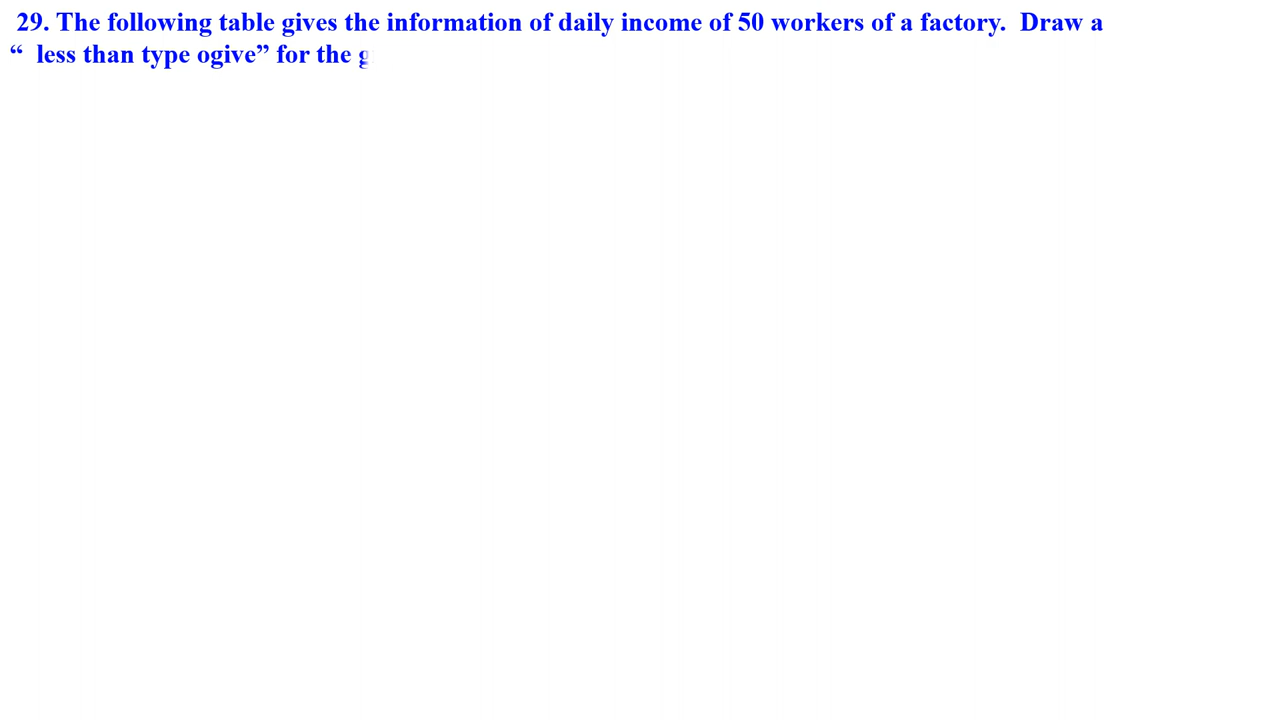 29. The following table gives the information of daily income of 50 workers of a factory. Draw a
“ less than type ogive” for the